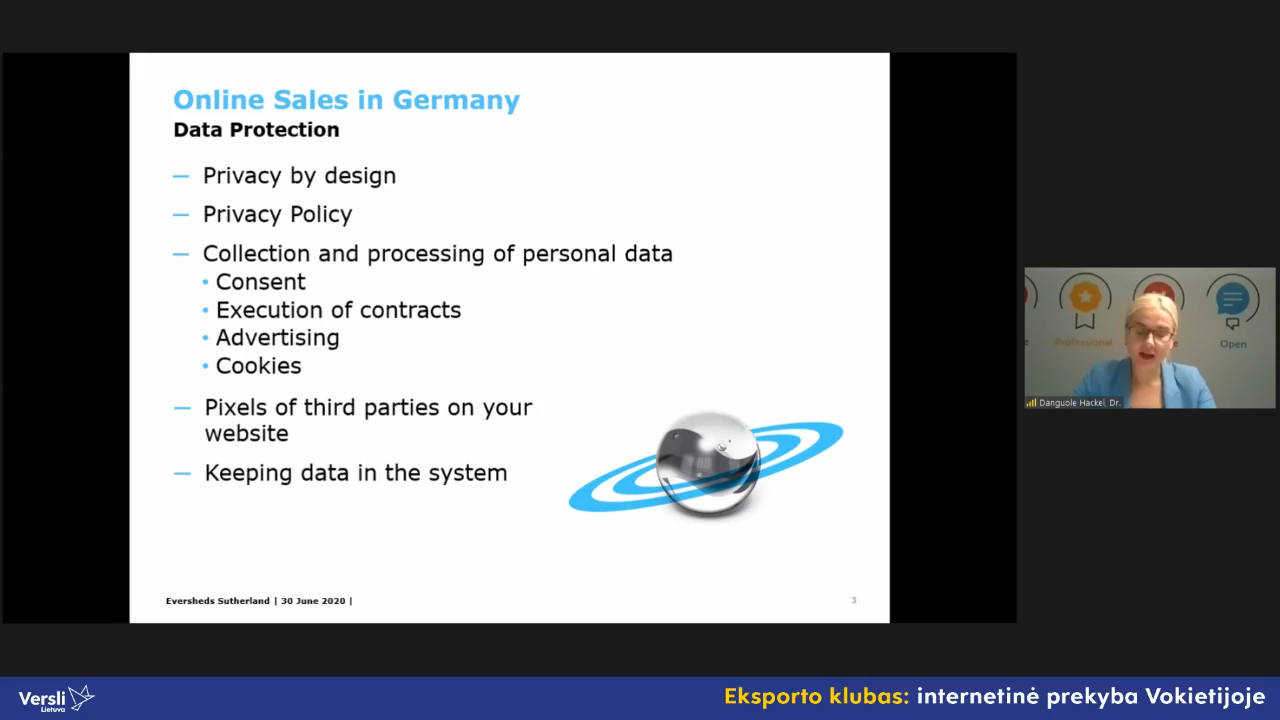 Online Sales in Germany
Data Protection
— Privacy by design
— Privacy Policy
— Collection and processing of personal data
• Consent
• Execution of contracts
• Advertising
• Cookies
— Pixels of third parties on your
website
— Keeping data in the system
Eversheds Sutherland | 30 June 2020 |
3
Professional
Open
Danguole Hackel, Dr.
Versli
Lietuva
Eksporto klubas: internetinė prekyba Vokietijoje